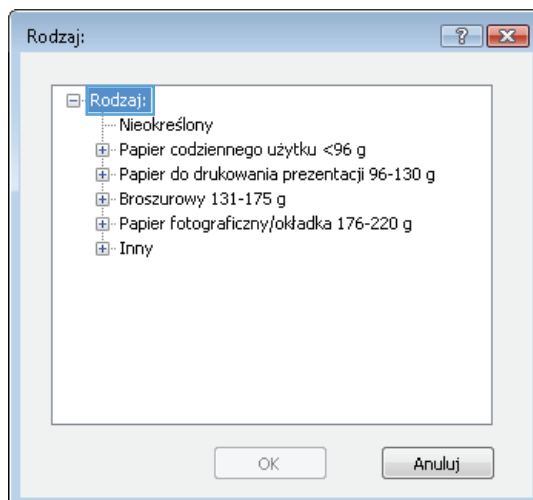 Rodzaj:
Rodzaj:
Nieokreślony
Papier codziennego użytku <96 g
Papier do drukowania prezentacji 96-130 g
Broszurowy 131-175 g
Papier fotograficzny/okładka 176-220 g
Inny
OK Anuluj